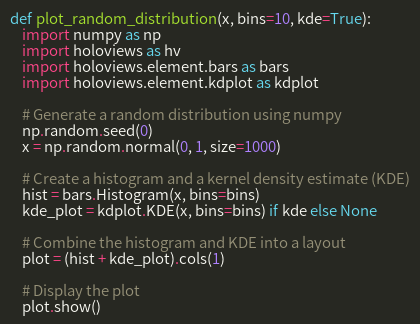 def plot_random_distribution(x, bins=10, kde=True):
    import numpy as np
    import holoviews as hv
    import holoviews.element.bars as bars
    import holoviews.element.kdplot as kdplot

    # Generate a random distribution using numpy
    np.random.seed(0)
    x = np.random.normal(0, 1, size=1000)

    # Create a histogram and a kernel density estimate (KDE)
    hist = bars.Histogram(x, bins=bins)
    kde_plot = kdplot.KDE(x, bins=bins) if kde else None

    # Combine the histogram and KDE into a layout
    plot = (hist + kde_plot).cols(1)

    # Display the plot
    plot.show()